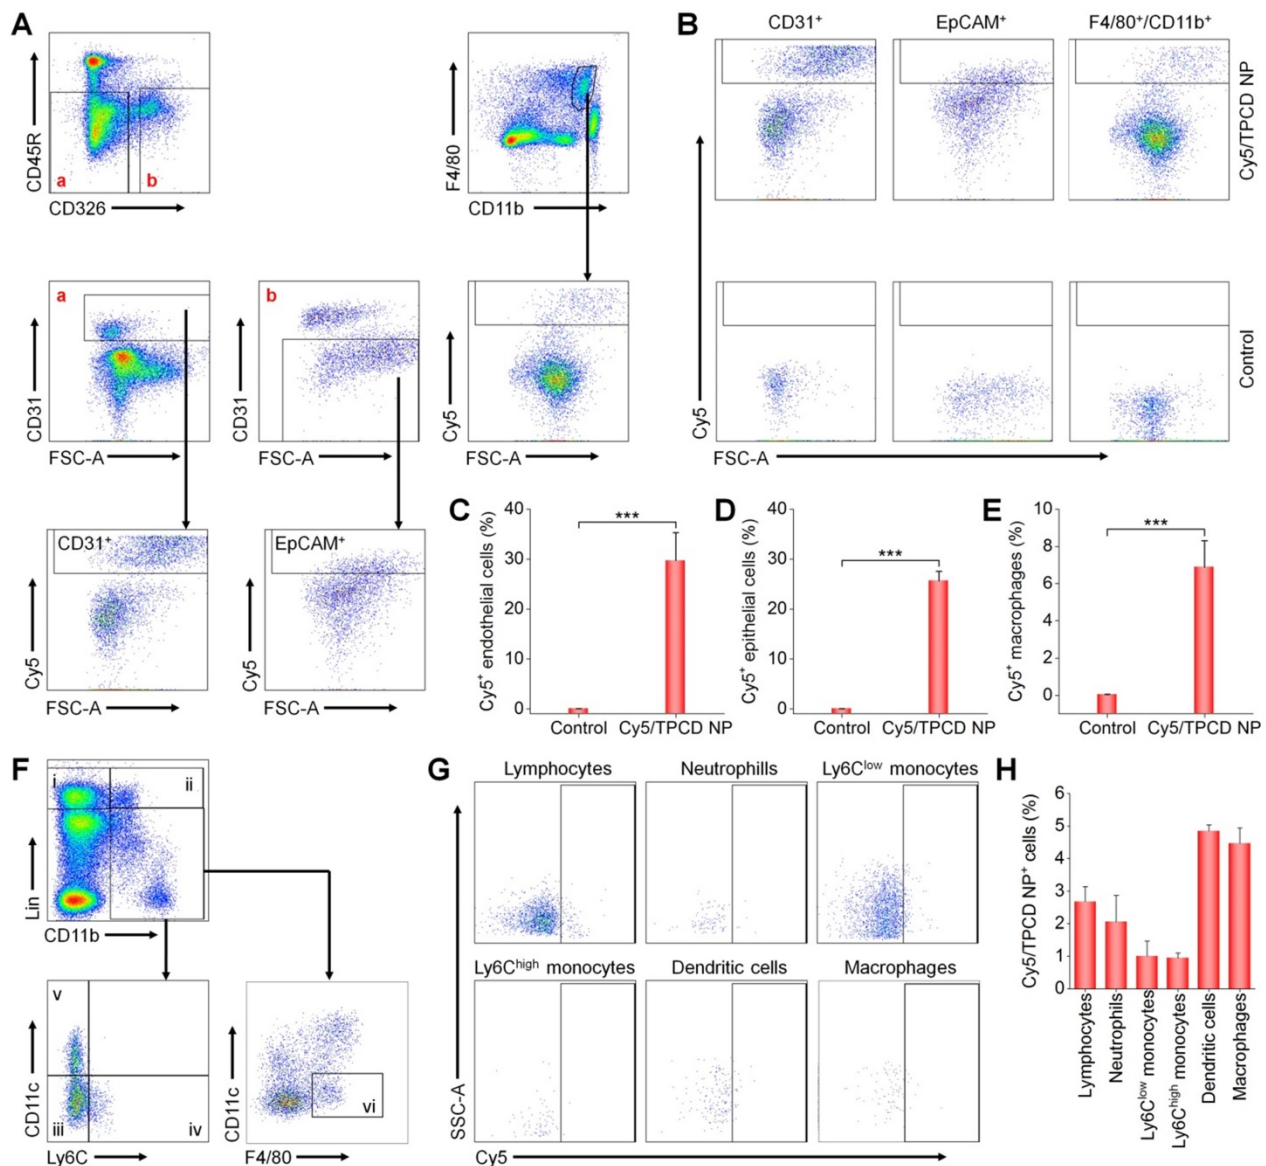 A
CD45R
a
b
CD326
F4/80
CD11b
a
CD31
FSC-A
b
CD31
FSC-A
Cy5
FSC-A
CD31⁺
Cy5
FSC-A
EpCAM⁺
Cy5
FSC-A
B
CD31⁺
EpCAM⁺
F4/80⁺/CD11b⁺
Cy5/TPCD NP
Control
Cy5
FSC-A
C
Cy5⁺ endothelial cells (%)
40
30
20
10
0
***
Control
Cy5/TPCD NP
D
Cy5⁺ epithelial cells (%)
40
30
20
10
0
***
Control
Cy5/TPCD NP
E
Cy5⁺ macrophages (%)
10
8
6
4
2
0
***
Control
Cy5/TPCD NP
F
i
ii
Lin
CD11b
v
iii
iv
CD11c
Ly6C
vi
CD11c
F4/80
G
Lymphocytes
Neutrophills
Ly6Cˡᵒʷ monocytes
Ly6Cʰⁱᵍʰ monocytes
Dendritic cells
Macrophages
SSC-A
Cy5
H
Cy5/TPCD NP⁺ cells (%)
6
5
4
3
2
1
0
Lymphocytes
Neutrophils
Ly6Cˡᵒʷ monocytes
Ly6Cʰⁱᵍʰ monocytes
Dendritic cells
Macrophages